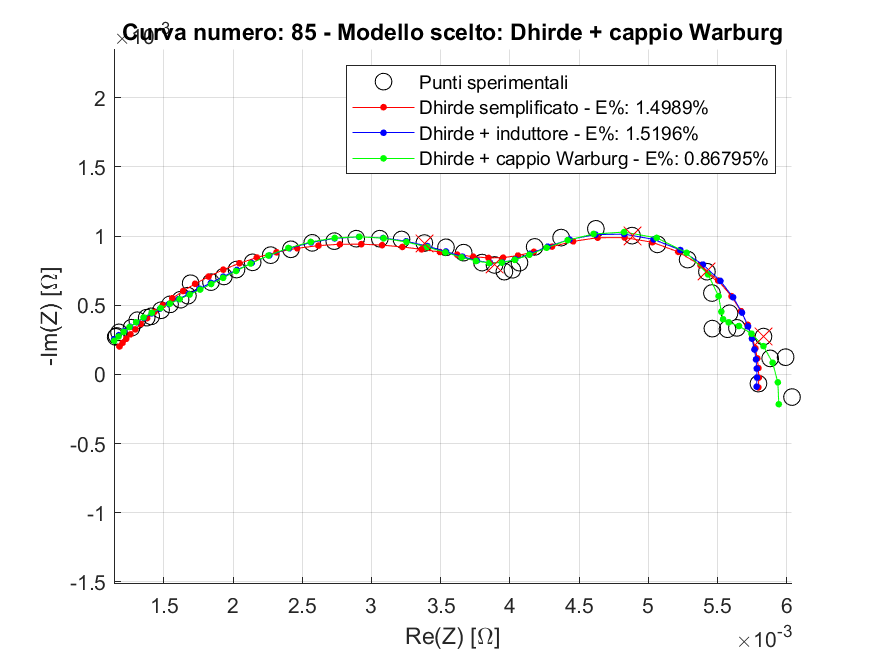 Curva numero: 85 - Modello scelto: Dhirde + cappio Warburg
×10-3
Punti sperimentali
Dhirde semplificato - E%: 1.4989%
Dhirde + induttore - E%: 1.5196%
Dhirde + cappio Warburg - E%: 0.86795%
2
1.5
1
0.5
0
-0.5
-1
-1.5
-Im(Z) [Ω]
1.5 2 2.5 3 3.5 4 4.5 5 5.5 6
Re(Z) [Ω]
×10-3